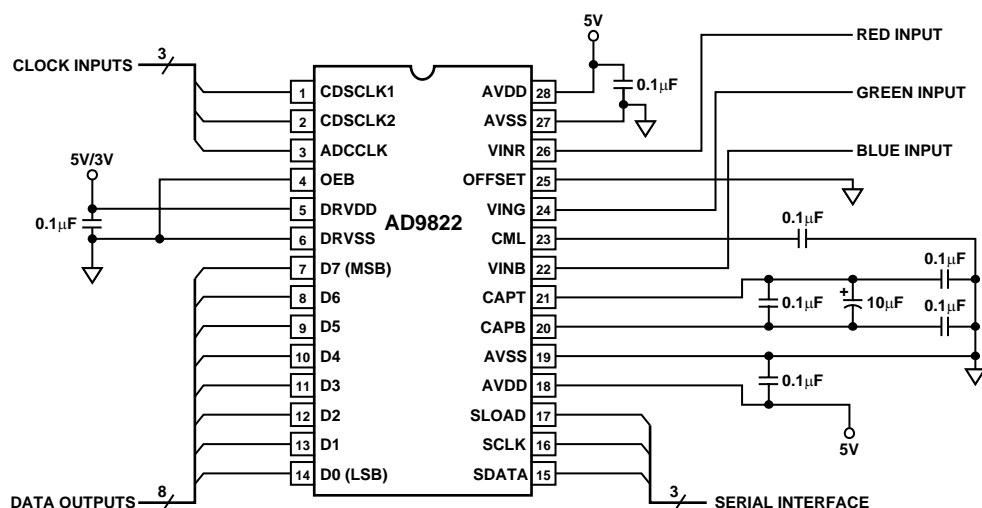 5V
3
CLOCK INPUTS
RED INPUT
0.1µF
1 CDSCLK1
AVDD 28
GREEN INPUT
2 CDSCLK2
AVSS 27
3 ADCCLK
VINR 26
BLUE INPUT
5V/3V
4 OEB
OFFSET 25
5 DRVDD
VING 24
0.1µF
AD9822
0.1µF
6 DRVSS
CML 23
7 D7 (MSB)
VINB 22
0.1µF
8 D6
CAPT 21
+
0.1µF
10µF
0.1µF
9 D5
CAPB 20
10 D4
AVSS 19
11 D3
AVDD 18
0.1µF
12 D2
SLOAD 17
13 D1
SCLK 16
5V
14 D0 (LSB)
SDATA 15
DATA OUTPUTS
8
3
SERIAL INTERFACE